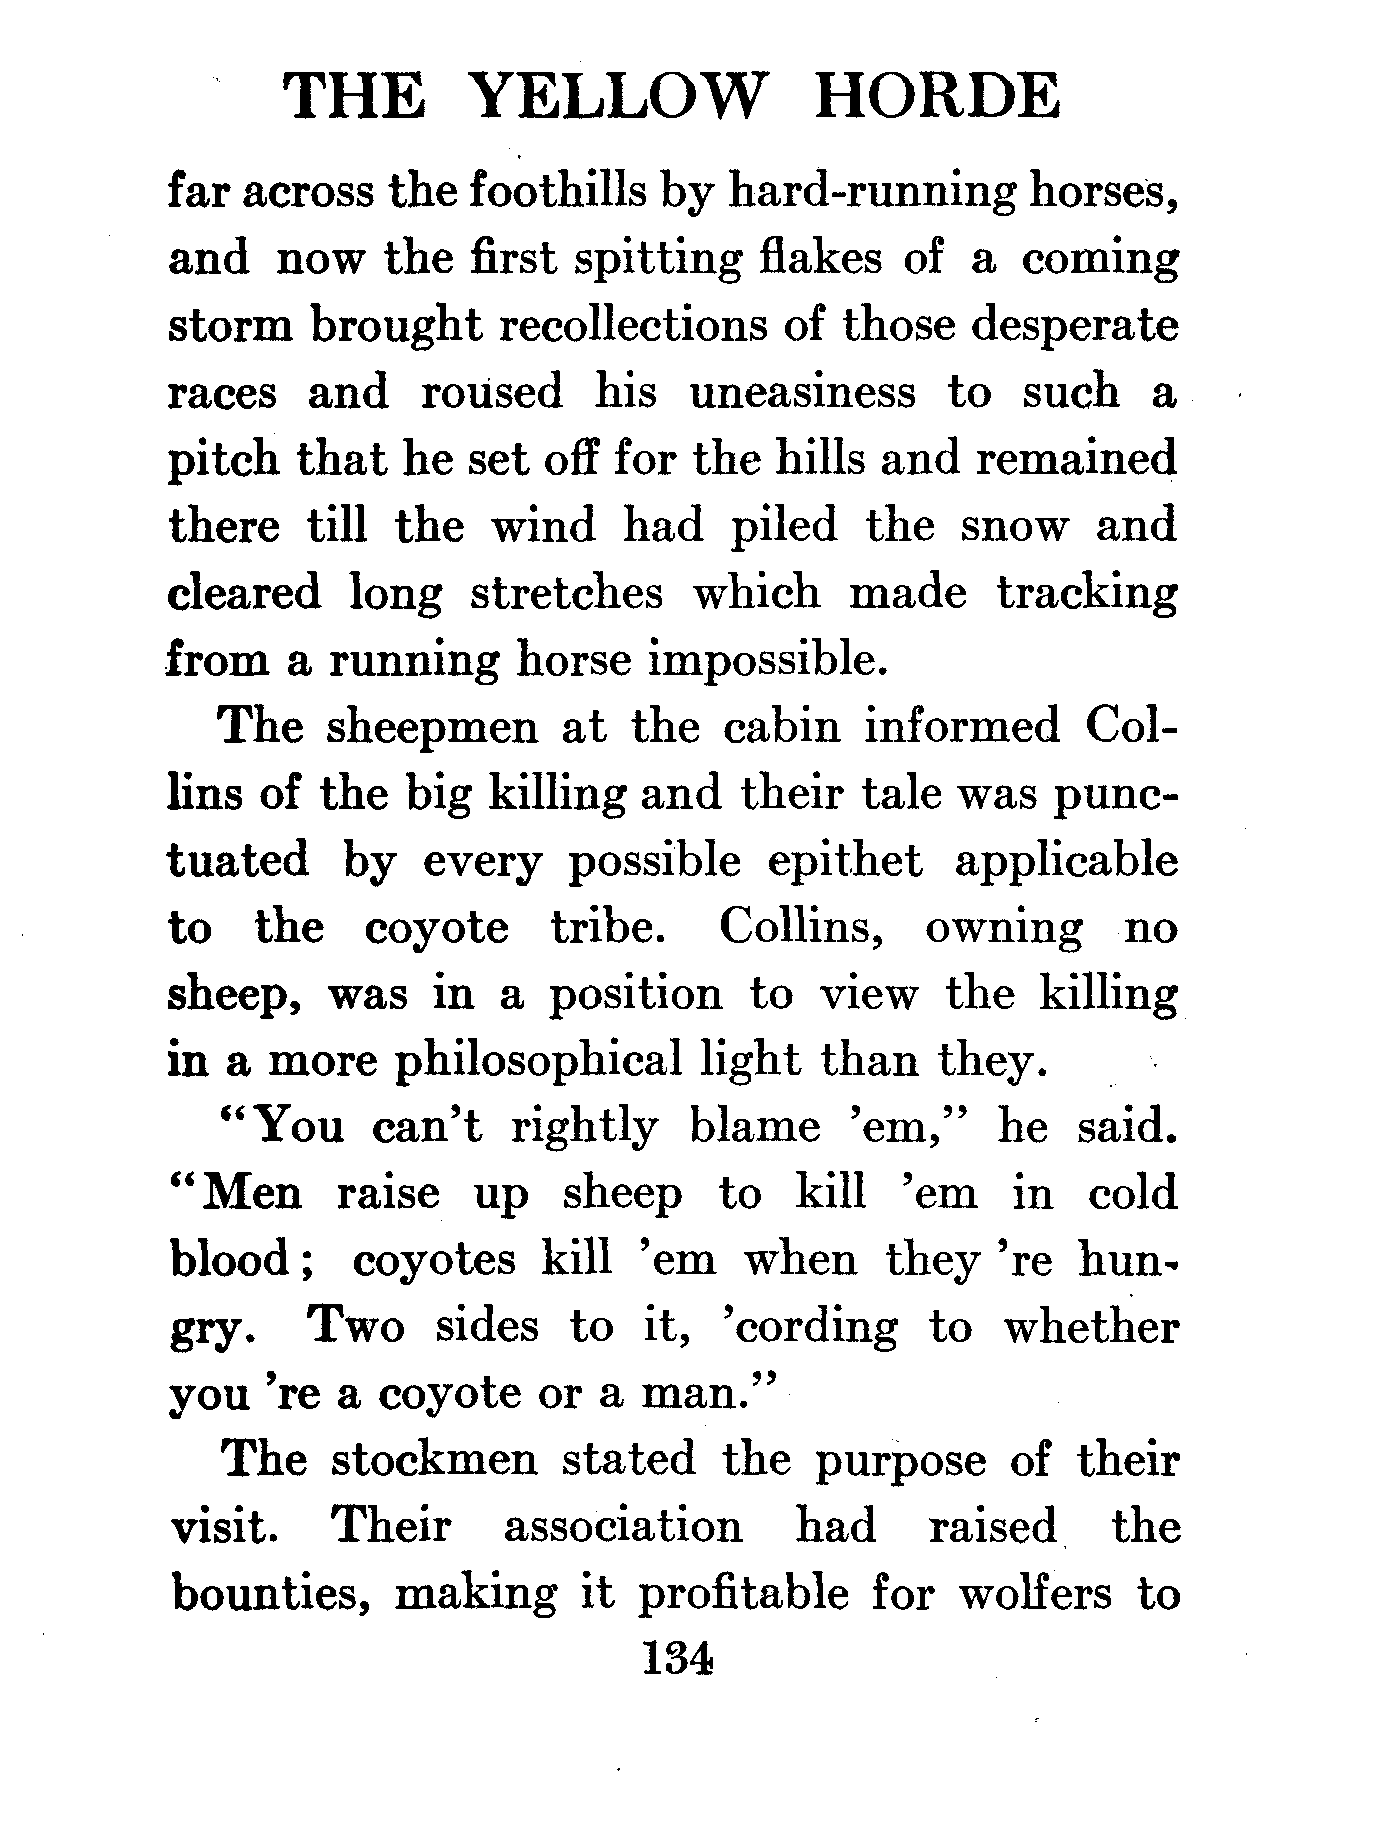 THE YELLOW HORDE
far across the foothills by hard-running horses,
and now the first spitting flakes of a coming
storm brought recollections of those desperate
races and roused his uneasiness to such a
pitch that he set off for the hills and remained
there till the wind had piled the snow and
cleared long stretches which made tracking
from a running horse impossible.
The sheepmen at the cabin informed Col-
lins of the big killing and their tale was punc-
tuated by every possible epithet applicable
to the coyote tribe. Collins, owning no
sheep, was in a position to view the killing
in a more philosophical light than they.
“You can’t rightly blame ’em,” he said.
“Men raise up sheep to kill ’em in cold
blood; coyotes kill ’em when they ’re hun-
gry. Two sides to it, ’cording to whether
you ’re a coyote or a man.”
The stockmen stated the purpose of their
visit. Their association had raised the
bounties, making it profitable for wolfers to
134